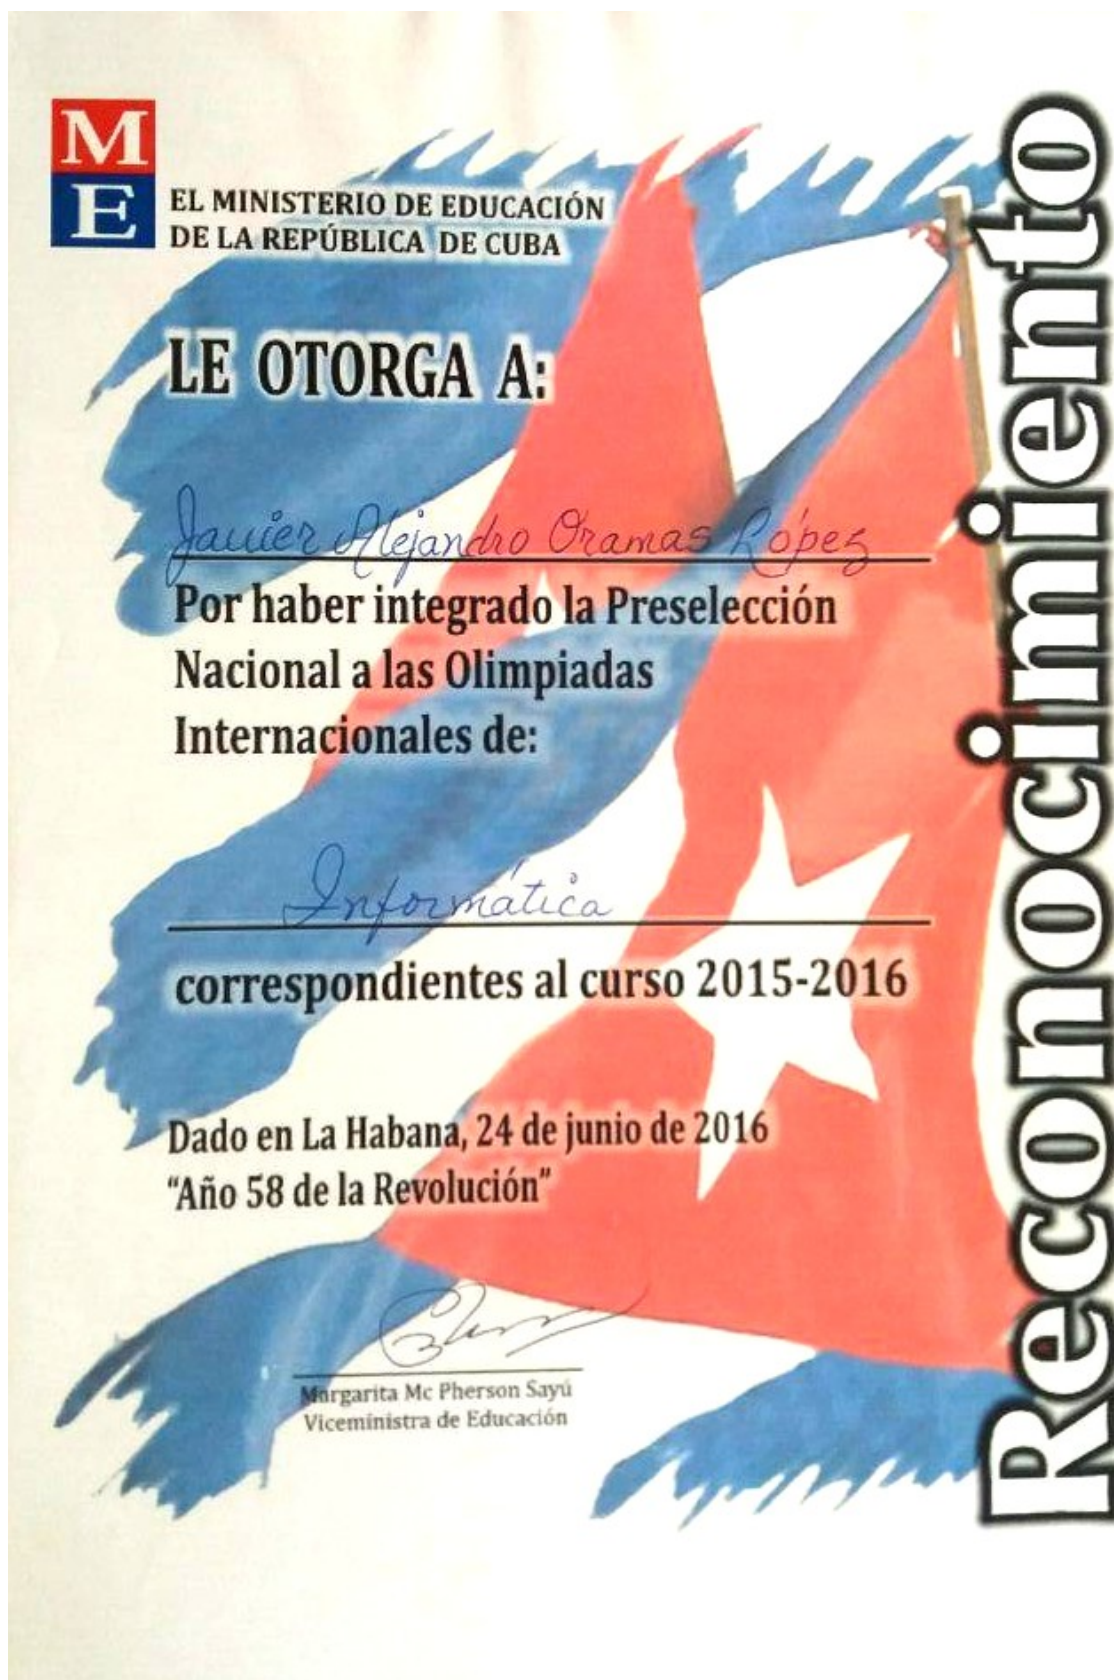 M
E
EL MINISTERIO DE EDUCACIÓN
DE LA REPÚBLICA DE CUBA
LE OTORGA A:
Javier Alejandro Oramas López
Por haber integrado la Preselección
Nacional a las Olimpiadas
Internacionales de:
Informática
correspondientes al curso 2015-2016
Dado en La Habana, 24 de junio de 2016
“Año 58 de la Revolución”
Margarita Mc Pherson Sayú
Viceministra de Educación
Reconocimiento